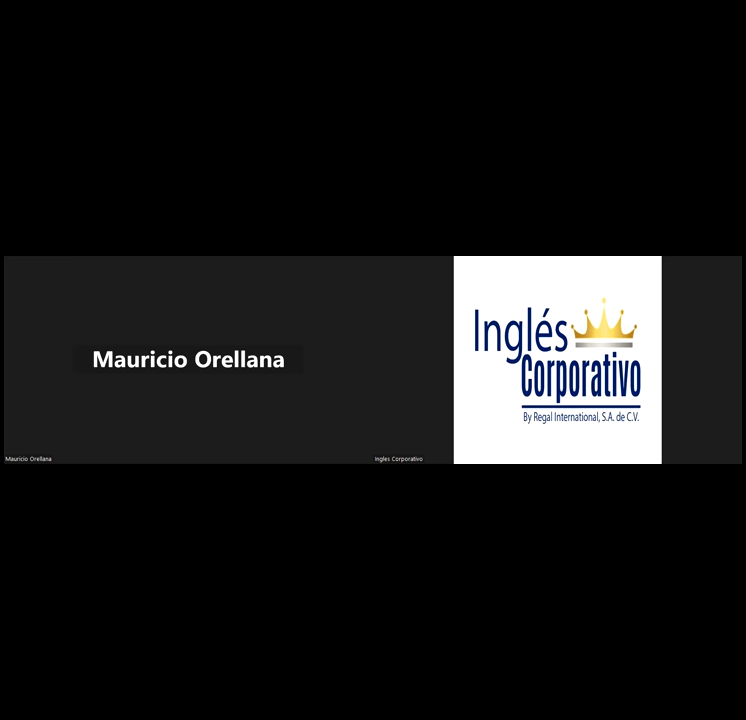 Mauricio Orellana
Mauricio Orellana
Inglés
Corporativo
By Regal International, S.A. de C.V.
Ingles Corporativo